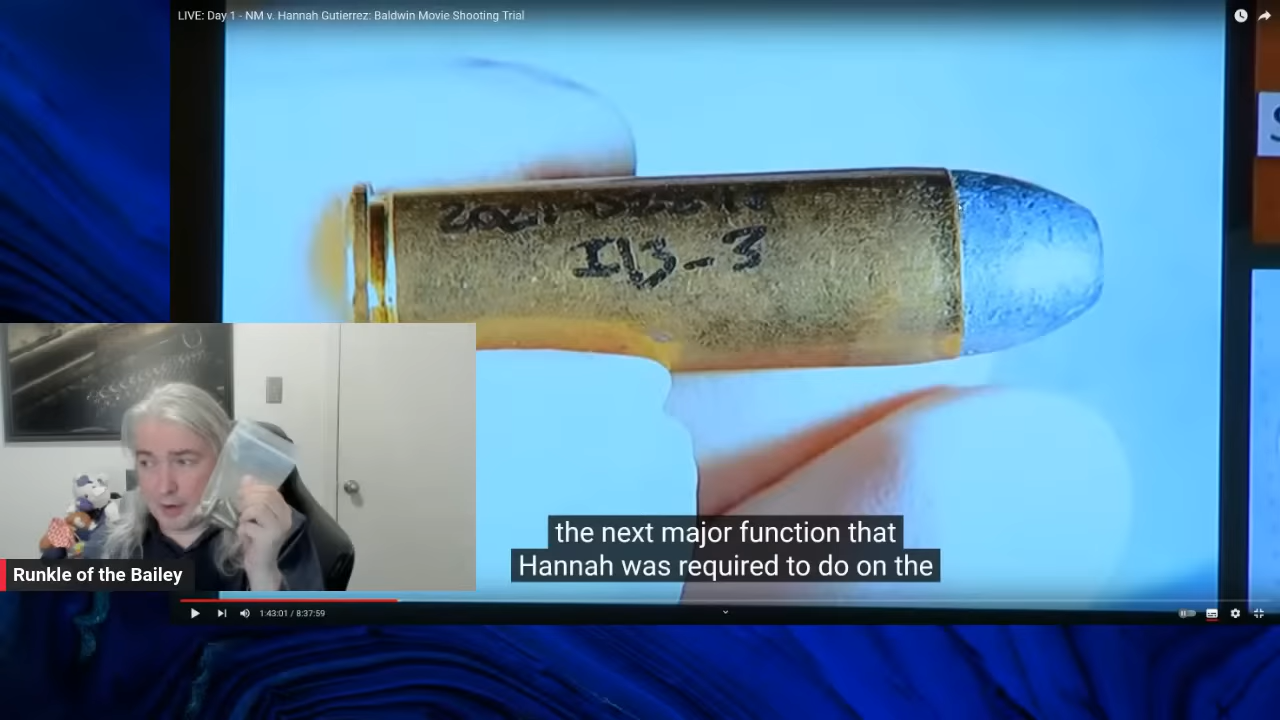 LIVE: Day 1 - NM v. Hannah Gutierrez: Baldwin Movie Shooting Trial
I13-3
the next major function that
Hannah was required to do on the
Runkle of the Bailey
1:43:01 / 8:37:59